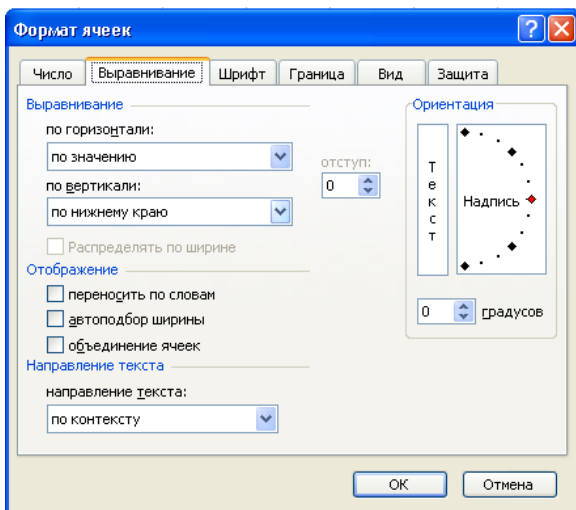 Формат ячеек
Число Выравнивание Шрифт Граница Вид Защита
Выравнивание
по горизонтали:
по значению
отступ:
0
по вертикали:
по нижнему краю
Распределять по ширине
Отображение
переносить по словам
автоподбор ширины
объединение ячеек
Направление текста
направление текста:
по контексту
Ориентация
Текст
Надпись
0 градусов
ОК Отмена